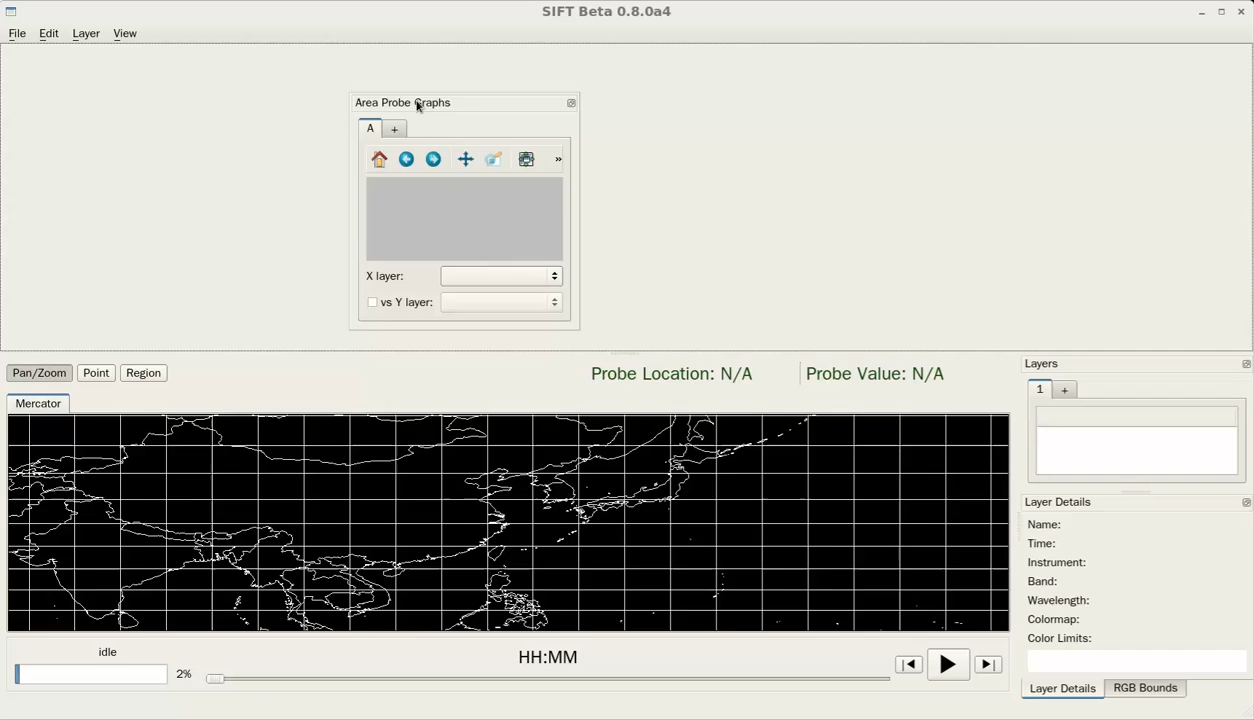 SIFT Beta 0.8.0a4
File Edit Layer View
Area Probe Graphs
A +
»
X layer:
vs Y layer:
Pan/Zoom Point Region
Probe Location: N/A Probe Value: N/A
Mercator
Layers
1 +
Layer Details
Name:
Time:
Instrument:
Band:
Wavelength:
Colormap:
Color Limits:
idle
2%
HH:MM
Layer Details RGB Bounds